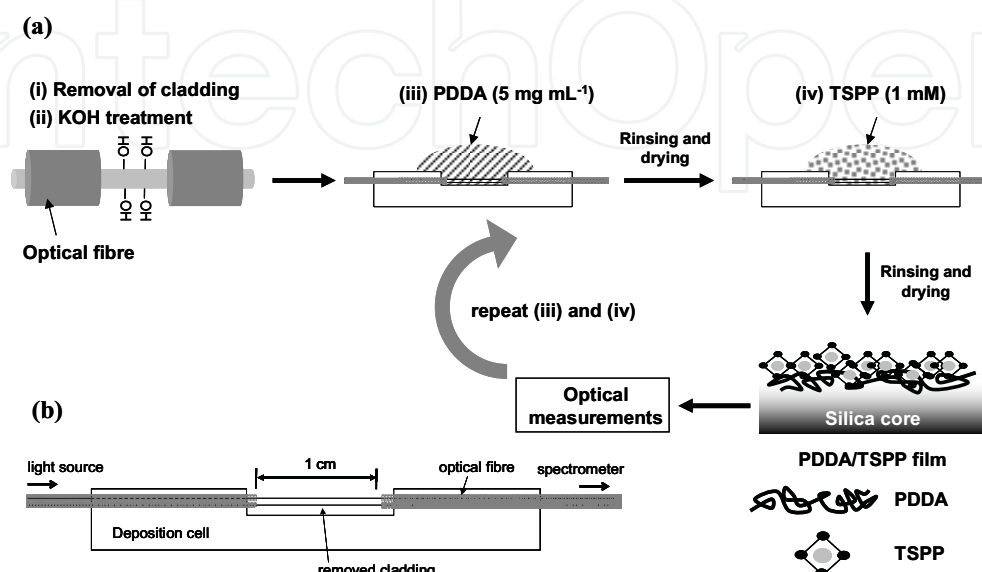 (a)
(i) Removal of cladding
(ii) KOH treatment
OH OH
OH OH
Optical fibre
(iii) PDDA (5 mg mL-1)
Rinsing and
drying
(iv) TSPP (1 mM)
Rinsing and
drying
repeat (iii) and (iv)
Optical
measurements
Silica core
PDDA/TSPP film
PDDA
TSPP
(b)
light source
1 cm
optical fibre
spectrometer
Deposition cell
removed cladding